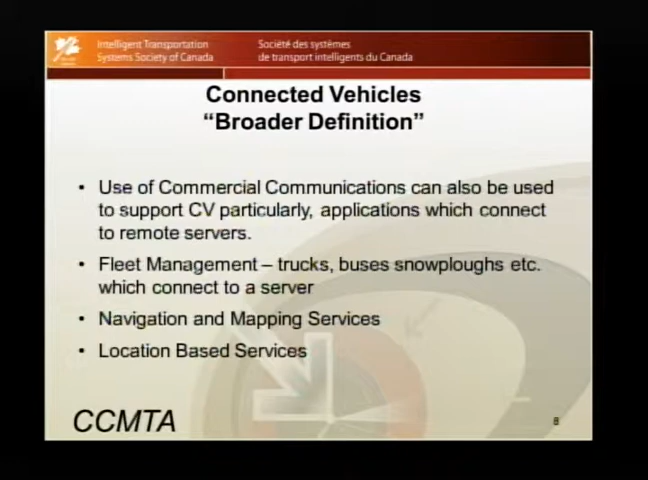 Intelligent Transportation
Systems Society of Canada
Société des systèmes
de transport intelligents du Canada
Connected Vehicles
“Broader Definition”
• Use of Commercial Communications can also be used
to support CV particularly, applications which connect
to remote servers.
• Fleet Management – trucks, buses snowploughs etc.
which connect to a server
• Navigation and Mapping Services
• Location Based Services
CCMTA
8